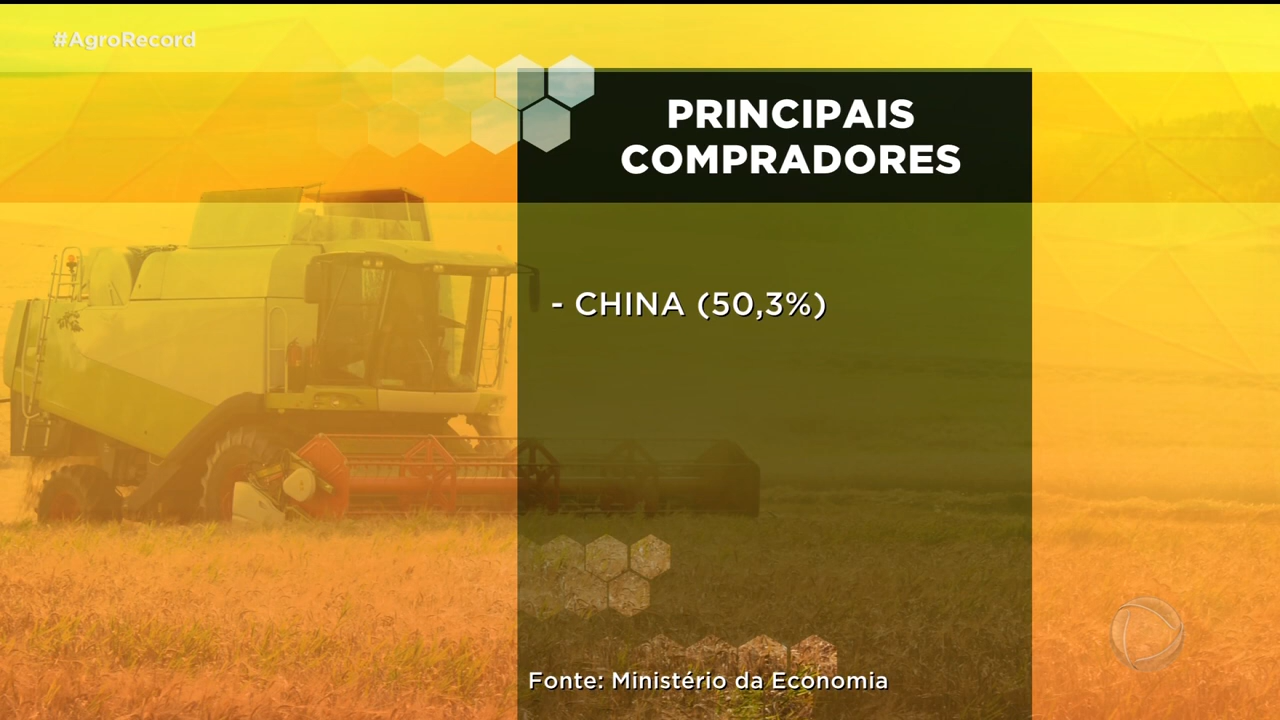 #AgroRecord
PRINCIPAIS
COMPRADORES
- CHINA (50,3%)
Fonte: Ministério da Economia